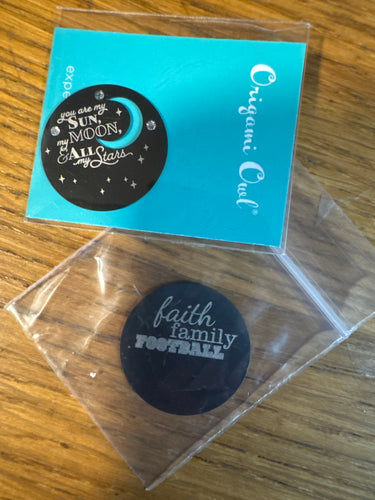 Origami Owl®
expe
you are my
SUN,
my MOON,
& ALL
my Stars
faith
family
FOOTBALL